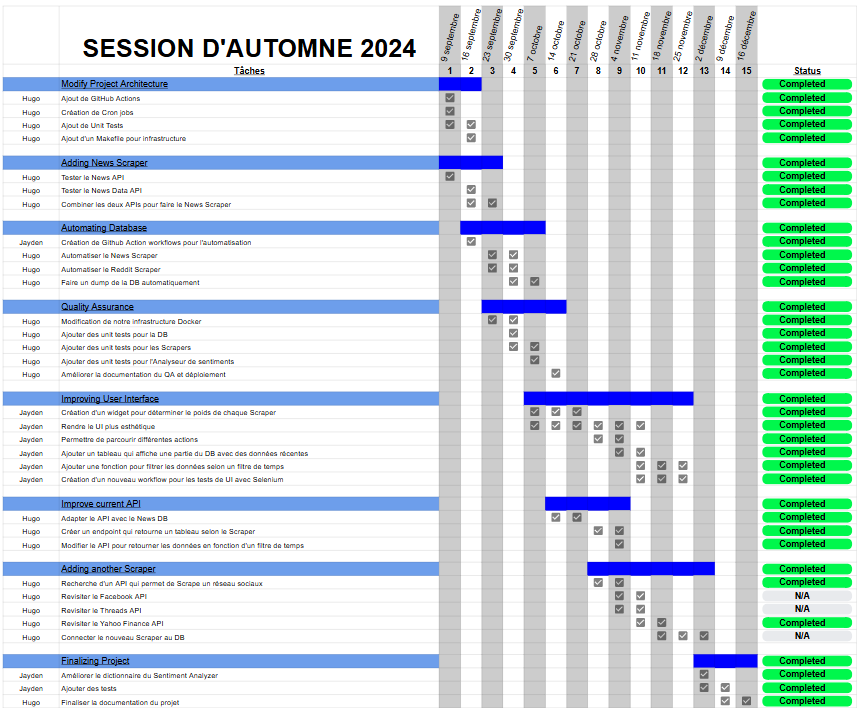 SESSION D'AUTOMNE 2024
9 septembre 16 septembre 23 septembre 30 septembre 7 octobre 14 octobre 21 octobre 28 octobre 4 novembre 11 novembre 18 novembre 25 novembre 2 décembre 9 décembre 16 décembre
Tâches 1 2 3 4 5 6 7 8 9 10 11 12 13 14 15 Status
Modify Project Architecture Completed
Hugo Ajout de GitHub Actions Completed
Hugo Création de Cron jobs Completed
Hugo Ajout de Unit Tests Completed
Hugo Ajout d'un Makefile pour infrastructure Completed
Adding News Scraper Completed
Hugo Tester le News API Completed
Hugo Tester le News Data API Completed
Hugo Combiner les deux APIs pour faire le News Scraper Completed
Automating Database Completed
Jayden Création de Github Action workflows pour l'automatisation Completed
Hugo Automatiser le News Scraper Completed
Hugo Automatiser le Reddit Scraper Completed
Hugo Faire un dump de la DB automatiquement Completed
Quality Assurance Completed
Hugo Modification de notre infrastructure Docker Completed
Hugo Ajouter des unit tests pour la DB Completed
Hugo Ajouter des unit tests pour les Scrapers Completed
Hugo Ajouter des unit tests pour l'Analyseur de sentiments Completed
Hugo Améliorer la documentation du QA et déploiement Completed
Improving User Interface Completed
Jayden Création d'un widget pour déterminer le poids de chaque Scraper Completed
Jayden Rendre le UI plus esthétique Completed
Jayden Permettre de parcourir différentes actions Completed
Jayden Ajouter un tableau qui affiche une partie du DB avec des données récentes Completed
Jayden Ajouter une fonction pour filtrer les données selon un filtre de temps Completed
Jayden Création d'un nouveau workflow pour les tests de UI avec Selenium Completed
Improve current API Completed
Hugo Adapter le API avec le News DB Completed
Hugo Créer un endpoint qui retourne un tableau selon le Scraper Completed
Hugo Modifier le API pour retourner les données en fonction d'un filtre de temps Completed
Adding another Scraper Completed
Hugo Recherche d'un API qui permet de Scrape un réseau sociaux Completed
Hugo Revisiter le Facebook API N/A
Hugo Revisiter le Threads API N/A
Hugo Revisiter le Yahoo Finance API Completed
Hugo Connecter le nouveau Scraper au DB N/A
Finalizing Project Completed
Jayden Améliorer le dictionnaire du Sentiment Analyzer Completed
Jayden Ajouter des tests Completed
Hugo Finaliser la documentation du projet Completed